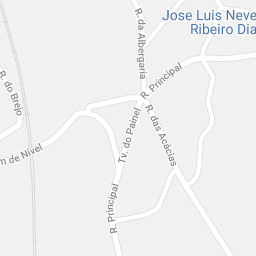 Jose Luis Neve
Ribeiro Dia
R. da Albergaria
R. Principal
R. do Brejo
Tv. do Painel
R. das Acácias
m de Nível
R. Principal